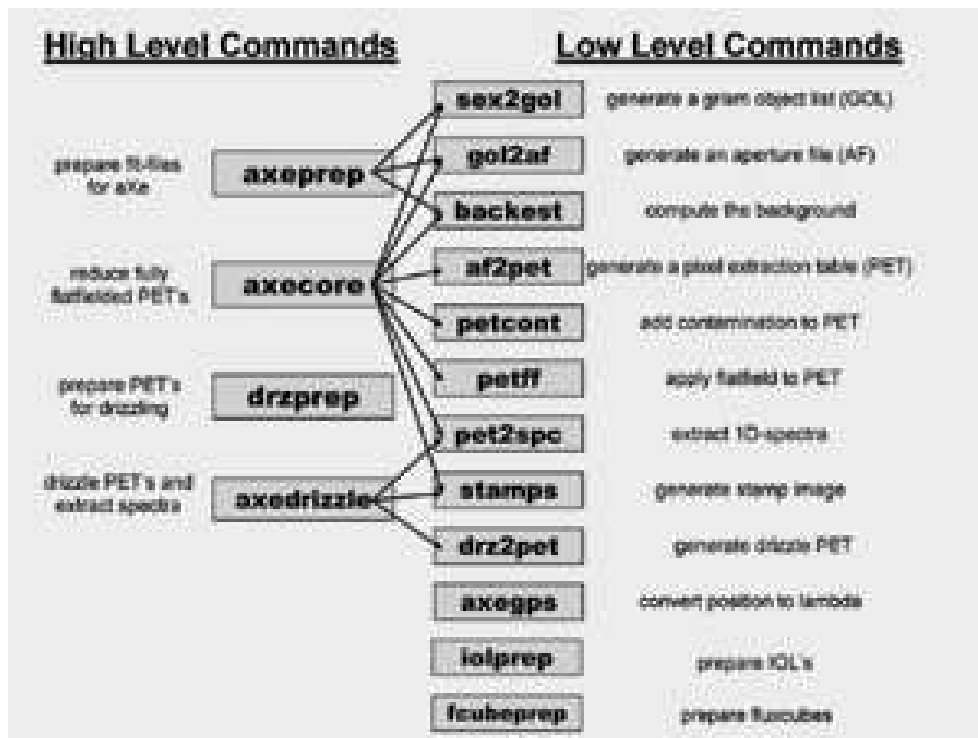 High Level Commands
Low Level Commands
sex2gol
generate a grism object list (GOL)
prepare fit-files
for aXe
axeprep
gol2af
generate an aperture file (AF)
backest
compute the background
reduce fully
flatfielded PET's
axecore
af2pet
generate a pixel extraction table (PET)
petcont
add contamination to PET
prepare PET's
for drizzling
drzprep
petff
apply flatfield to PET
pet2spc
extract 1D-spectra
drizzle PET's and
extract spectra
axedrizzle
stamps
generate stamp image
drz2pet
generate drizzle PET
axegps
convert position to lambda
iolprep
prepare IOL's
fcubeprep
prepare fluxcubes